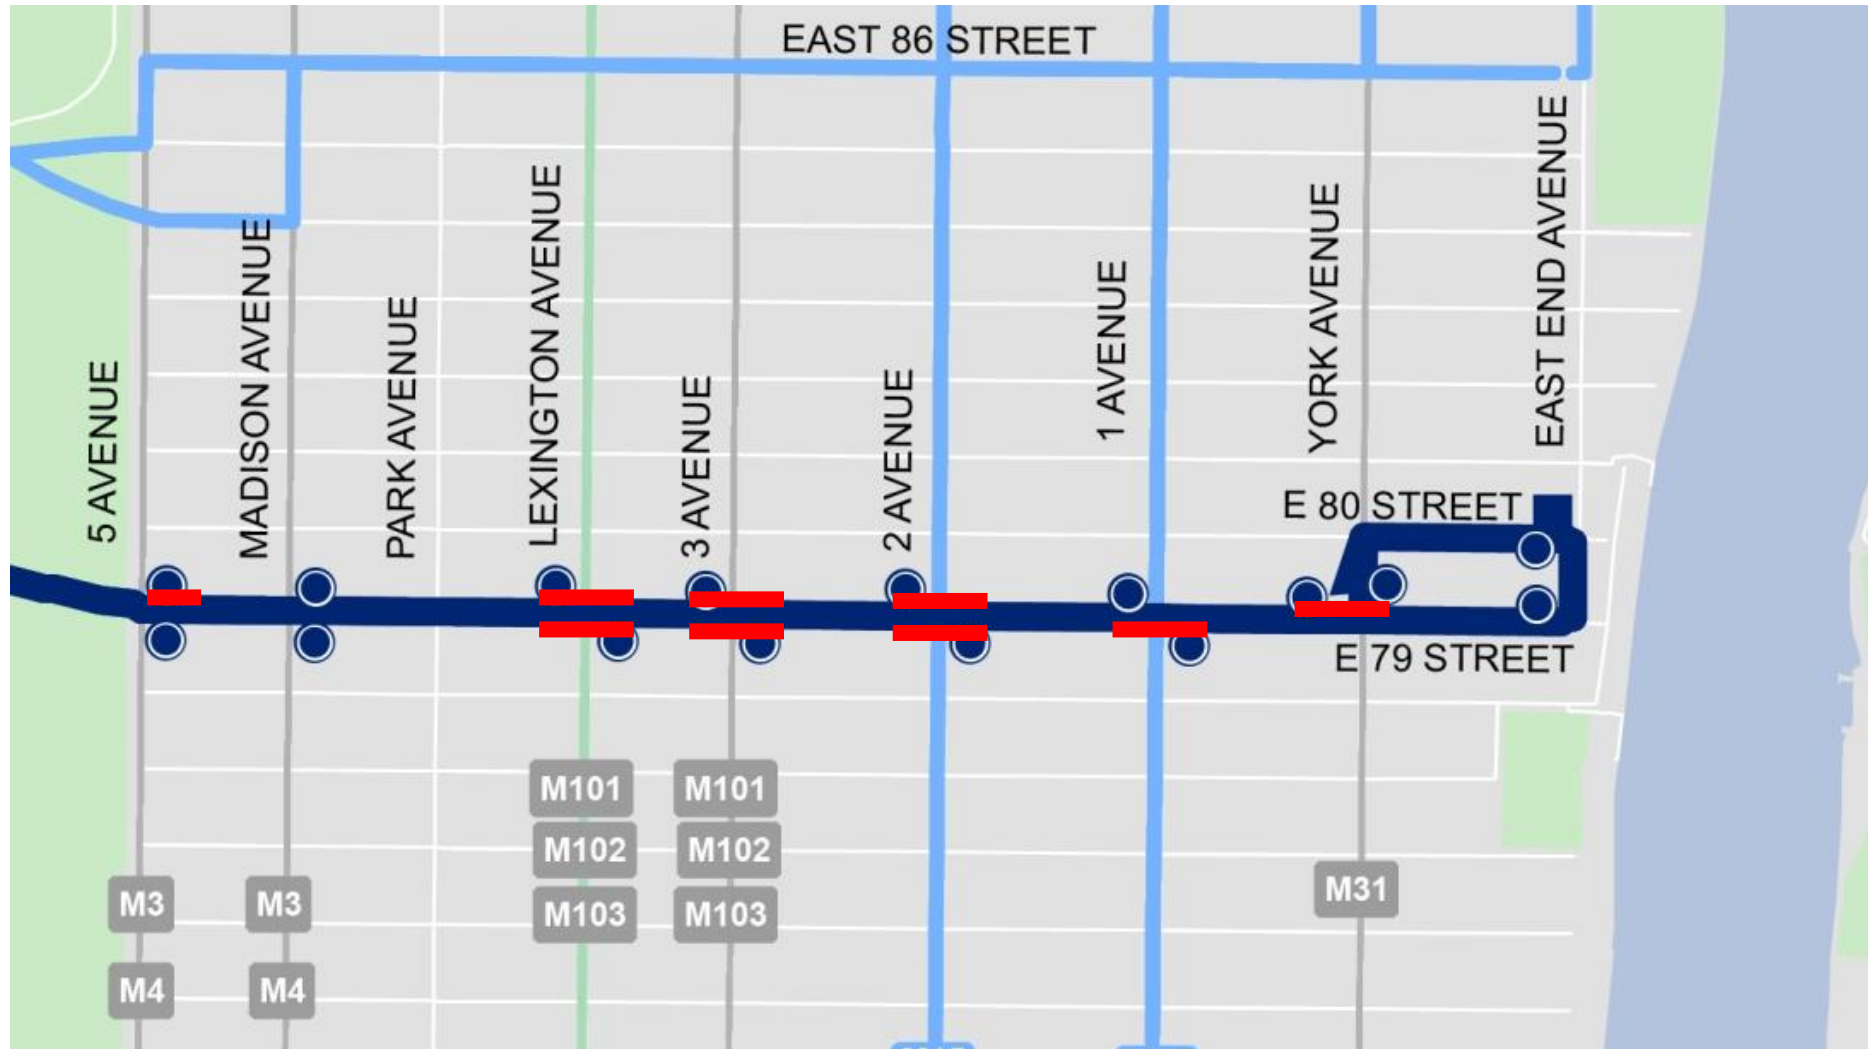 EAST 86 STREET
5 AVENUE
MADISON AVENUE
PARK AVENUE
LEXINGTON AVENUE
3 AVENUE
2 AVENUE
1 AVENUE
YORK AVENUE
EAST END AVENUE
E 80 STREET
E 79 STREET
M101
M101
M102
M102
M103
M103
M31
M3
M3
M4
M4